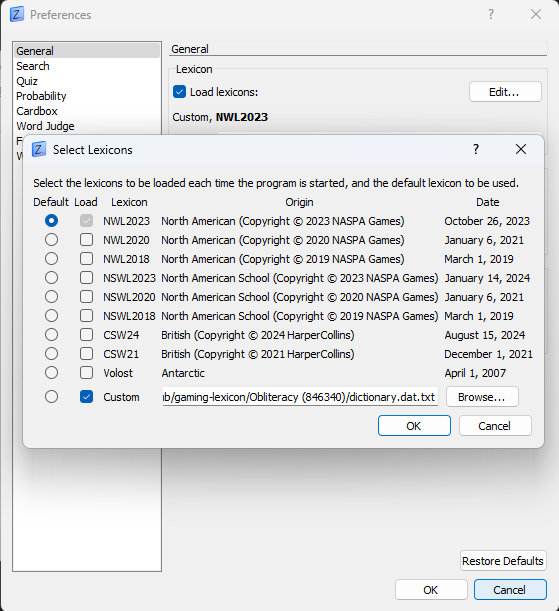 Preferences
General
Search
Quiz
Probability
Cardbox
Word Judge
General
Lexicon
Load lexicons:
Edit...
Custom, NWL2023
Select Lexicons
Select the lexicons to be loaded each time the program is started, and the default lexicon to be used.
Default Load Lexicon Origin Date
NWL2023 North American (Copyright © 2023 NASPA Games) October 26, 2023
NWL2020 North American (Copyright © 2020 NASPA Games) January 6, 2021
NWL2018 North American (Copyright © 2019 NASPA Games) March 1, 2019
NSWL2023 North American School (Copyright © 2023 NASPA Games) January 14, 2024
NSWL2020 North American School (Copyright © 2020 NASPA Games) January 6, 2021
NSWL2018 North American School (Copyright © 2019 NASPA Games) March 1, 2019
CSW24 British (Copyright © 2024 HarperCollins) August 15, 2024
CSW21 British (Copyright © 2021 HarperCollins) December 1, 2021
Volost Antarctic April 1, 2007
Custom ub/gaming-lexicon/Obliteracy (846340)/dictionary.dat.txt Browse...
OK Cancel
Restore Defaults
OK Cancel